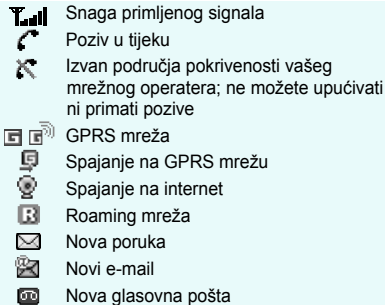 Snaga primljenog signala
Poziv u tijeku
Izvan područja pokrivenosti vašeg
mrežnog operatera; ne možete upućivati
ni primati pozive
GPRS mreža
Spajanje na GPRS mrežu
Spajanje na internet
Roaming mreža
Nova poruka
Novi e-mail
Nova glasovna pošta